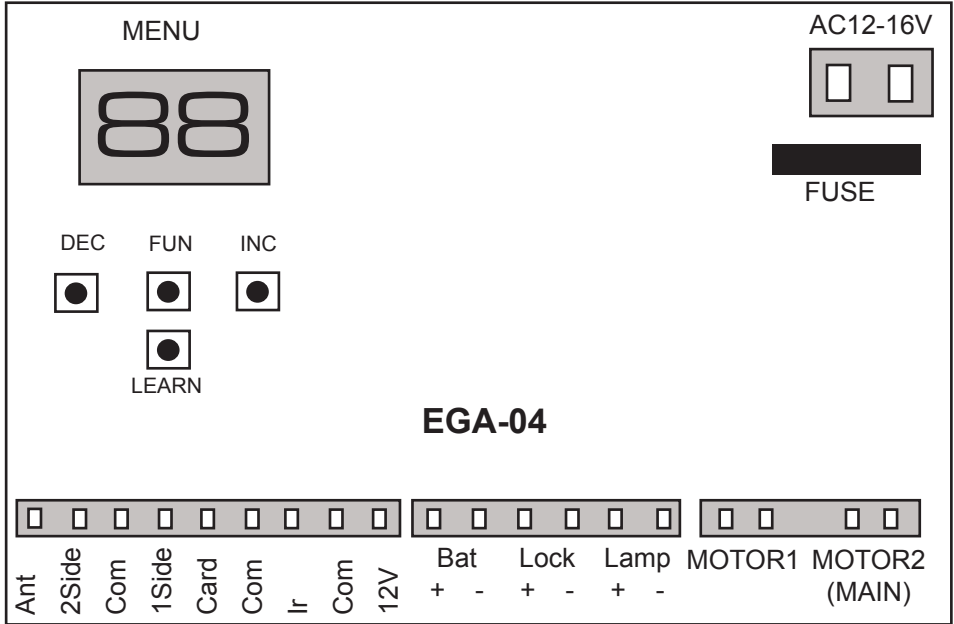 MENU
AC12-16V
88
FUSE
DEC FUN INC
LEARN
EGA-04
Ant
2Side
Com
1Side
Card
Com
Ir
Com
12V
Bat Lock Lamp
+ - + - + -
MOTOR1 MOTOR2
(MAIN)